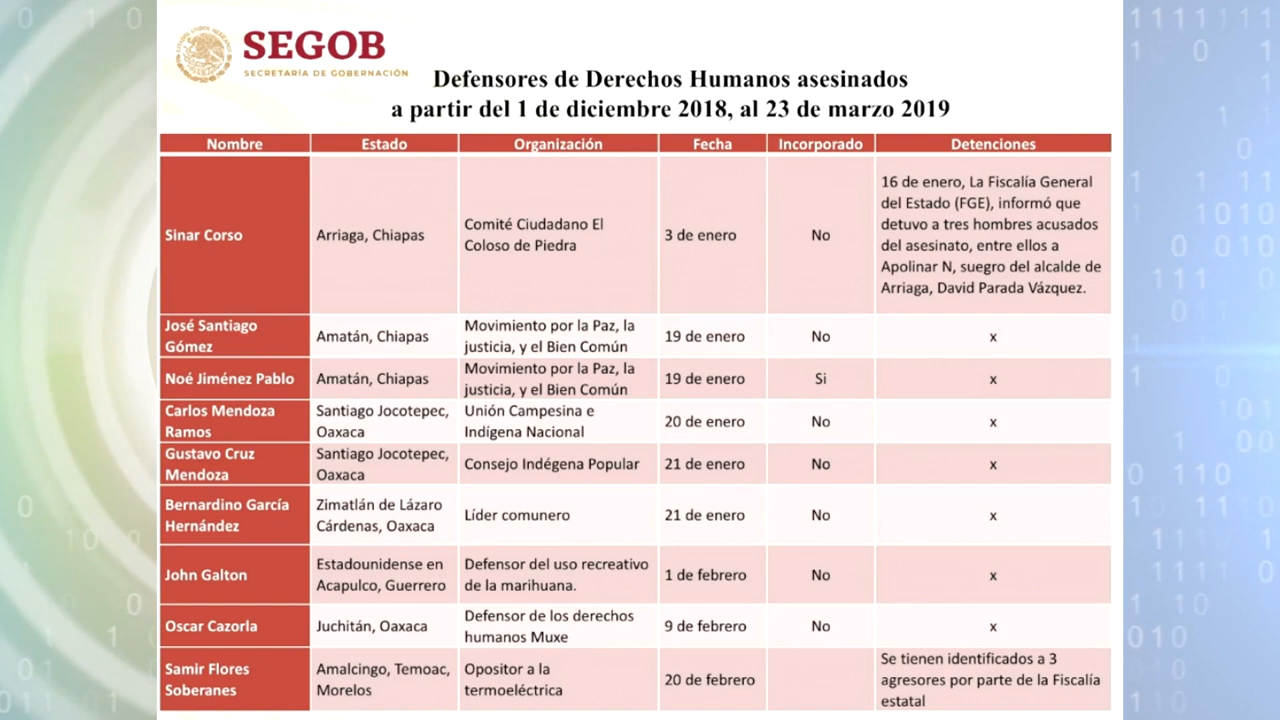 SEGOB
SECRETARÍA DE GOBERNACIÓN
Defensores de Derechos Humanos asesinados
a partir del 1 de diciembre 2018, al 23 de marzo 2019
Nombre Estado Organización Fecha Incorporado Detenciones
Sinar Corso
Arriaga, Chiapas
Comité Ciudadano El
Coloso de Piedra
3 de enero
No
16 de enero, La Fiscalía General
del Estado (FGE), informó que
detuvo a tres hombres acusados
del asesinato, entre ellos a
Apolinar N, suegro del alcalde de
Arriaga, David Parada Vázquez.
José Santiago
Gómez
Amatán, Chiapas
Movimiento por la Paz, la
justicia, y el Bien Común
19 de enero
No
x
Noé Jiménez Pablo
Amatán, Chiapas
Movimiento por la Paz, la
justicia, y el Bien Común
19 de enero
Si
x
Carlos Mendoza
Ramos
Santiago Jocotepec,
Oaxaca
Unión Campesina e
Indígena Nacional
20 de enero
No
x
Gustavo Cruz
Mendoza
Santiago Jocotepec,
Oaxaca
Consejo Indégena Popular
21 de enero
No
x
Bernardino García
Hernández
Zimatlán de Lázaro
Cárdenas, Oaxaca
Líder comunero
21 de enero
No
x
John Galton
Estadounidense en
Acapulco, Guerrero
Defensor del uso recreativo
de la marihuana.
1 de febrero
No
x
Oscar Cazorla
Juchitán, Oaxaca
Defensor de los derechos
humanos Muxe
9 de febrero
No
x
Samir Flores
Soberanes
Amalcingo, Temoac,
Morelos
Opositor a la
termoeléctrica
20 de febrero
Se tienen identificados a 3
agresores por parte de la Fiscalía
estatal